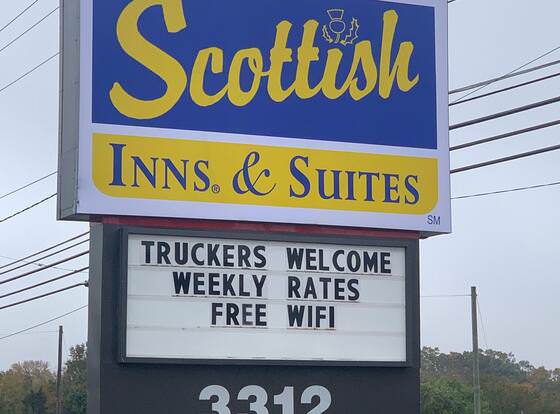 Scottish
INNS® & SUITES
SM
TRUCKERS WELCOME
WEEKLY RATES
FREE WIFI
3312